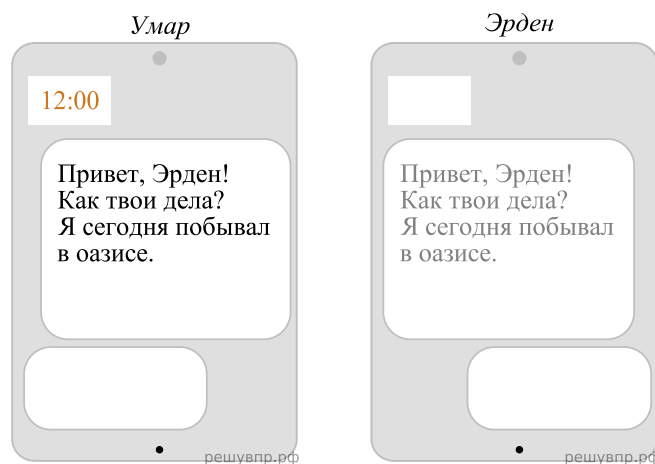 Умар
Эрден
12:00
Привет, Эрден!
Как твои дела?
Я сегодня побывал
в оазисе.
Привет, Эрден!
Как твои дела?
Я сегодня побывал
в оазисе.
решувпр.рф
решувпр.рф